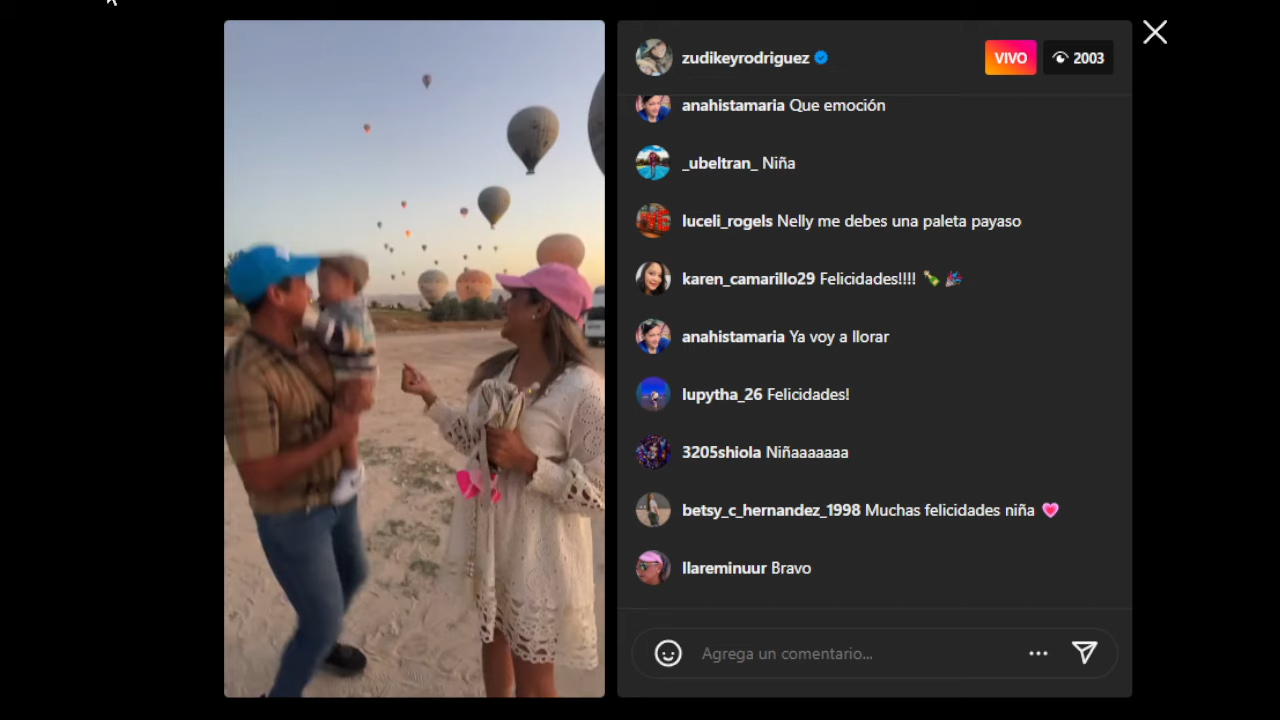 zudikeyrodriguez
VIVO
2003
anahistamaria Que emoción
_ubeltran_ Niña
luceli_rogels Nelly me debes una paleta payaso
karen_camarillo29 Felicidades!!!! 🍾 🎉
anahistamaria Ya voy a llorar
lupytha_26 Felicidades!
3205shiola Niñaaaaaaa
betsy_c_hernandez_1998 Muchas felicidades niña 💗
llareminuur Bravo
Agrega un comentario...